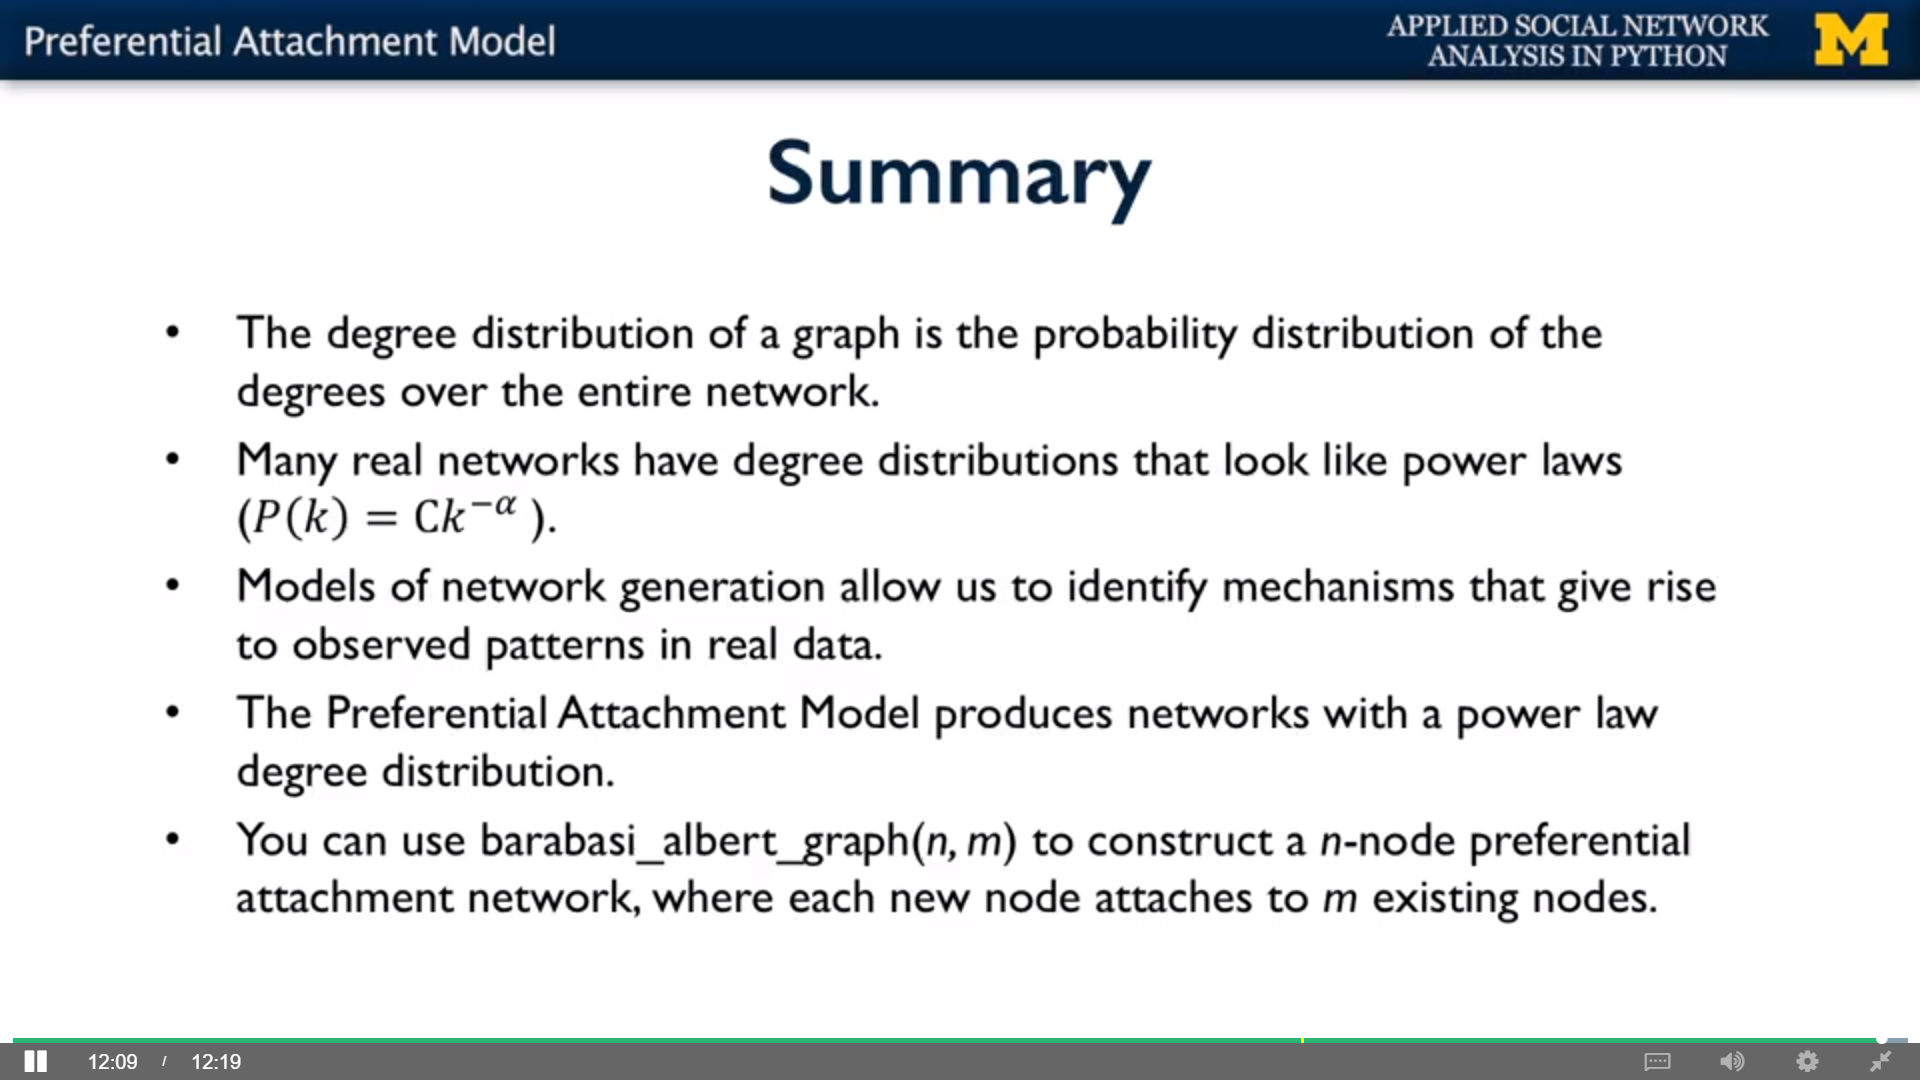 Preferential Attachment Model
APPLIED SOCIAL NETWORK
ANALYSIS IN PYTHON
M
Summary
• The degree distribution of a graph is the probability distribution of the
degrees over the entire network.
• Many real networks have degree distributions that look like power laws
(P(k) = Ck^{−α} ).
• Models of network generation allow us to identify mechanisms that give rise
to observed patterns in real data.
• The Preferential Attachment Model produces networks with a power law
degree distribution.
• You can use barabasi_albert_graph(n, m) to construct a n-node preferential
attachment network, where each new node attaches to m existing nodes.
12:09 / 12:19